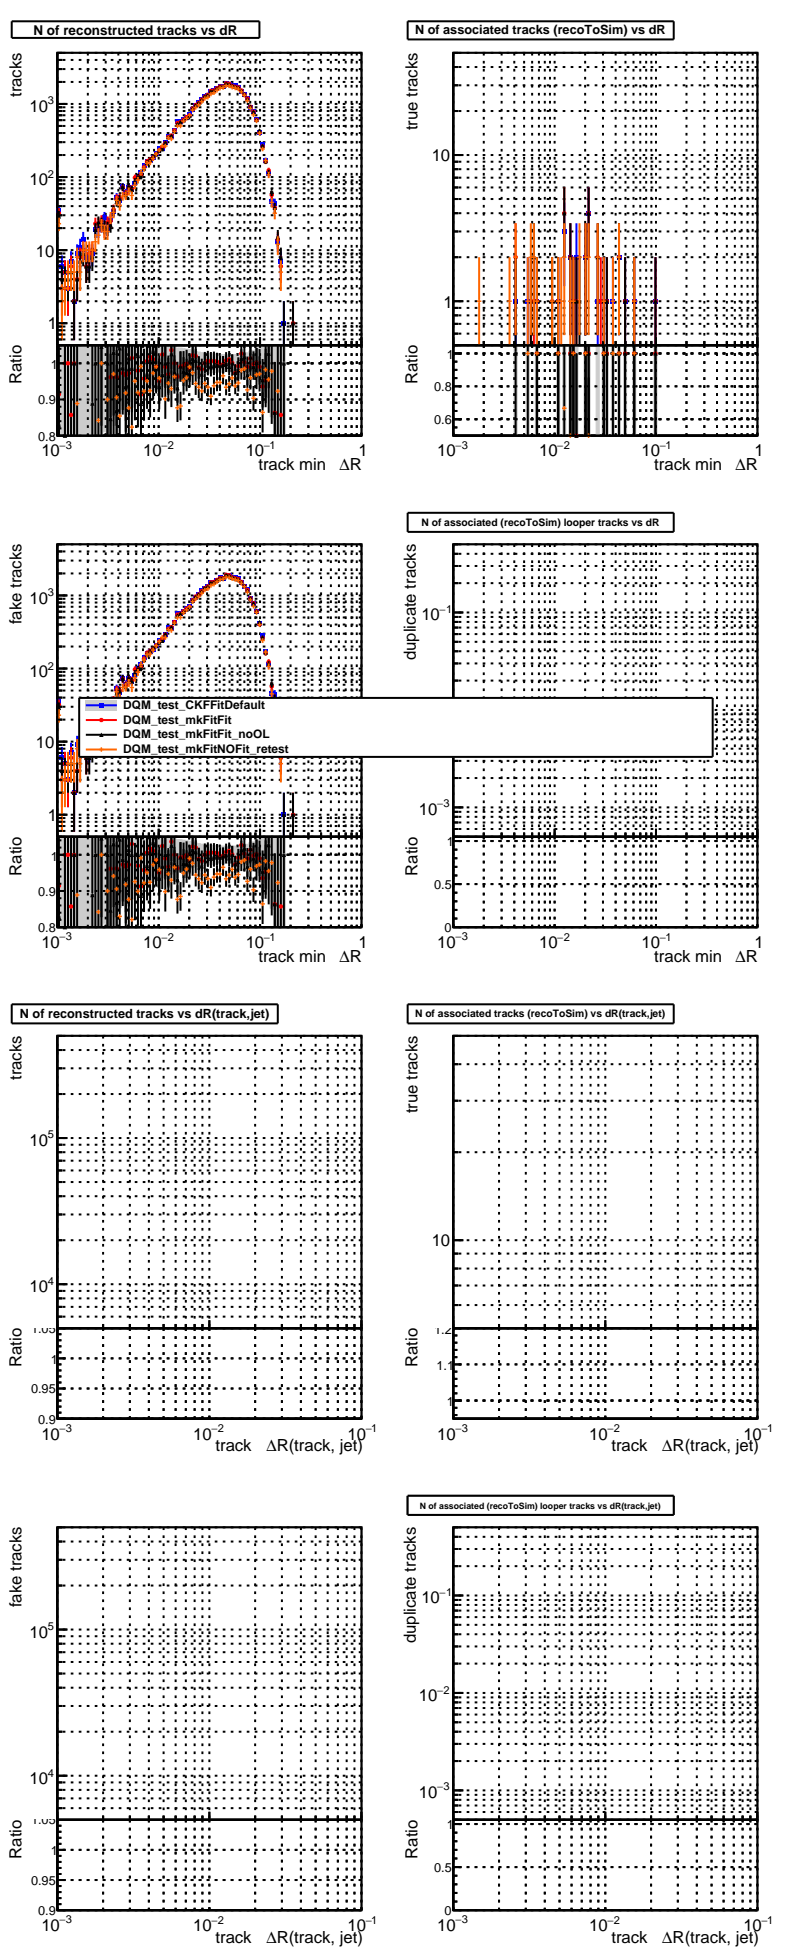 N of reconstructed tracks vs dR
tracks
10³
10²
10
1
Ratio
1
0.9
0.8
10⁻³
10⁻²
10⁻¹
1
track min ΔR
N of associated tracks (recoToSim) vs dR
true tracks
10
1
Ratio
1
0.8
0.6
10⁻³
10⁻²
10⁻¹
1
track min ΔR
fake tracks
10³
10²
10
1
Ratio
1
0.9
0.8
10⁻³
10⁻²
10⁻¹
1
track min ΔR
N of associated (recoToSim) looper tracks vs dR
duplicate tracks
10⁻¹
10⁻³
Ratio
1
0.5
0
10⁻³
10⁻²
10⁻¹
1
track min ΔR
DQM_test_CKFFitDefault
DQM_test_mkFitFit
DQM_test_mkFitFit_noOL
DQM_test_mkFitNOFit_retest
N of reconstructed tracks vs dR(track,jet)
tracks
10⁵
10⁴
Ratio
1.05
1
0.95
0.9
10⁻³
10⁻²
10⁻¹
track ΔR(track, jet)
N of associated tracks (recoToSim) vs dR(track,jet)
true tracks
10
Ratio
1.2
1.1
1
10⁻³
10⁻²
10⁻¹
track ΔR(track, jet)
fake tracks
10⁵
10⁴
Ratio
1.05
1
0.95
0.9
10⁻³
10⁻²
10⁻¹
track ΔR(track, jet)
N of associated (recoToSim) looper tracks vs dR(track,jet)
duplicate tracks
10⁻¹
10⁻²
10⁻³
Ratio
1
0.5
0
10⁻³
10⁻²
10⁻¹
track ΔR(track, jet)